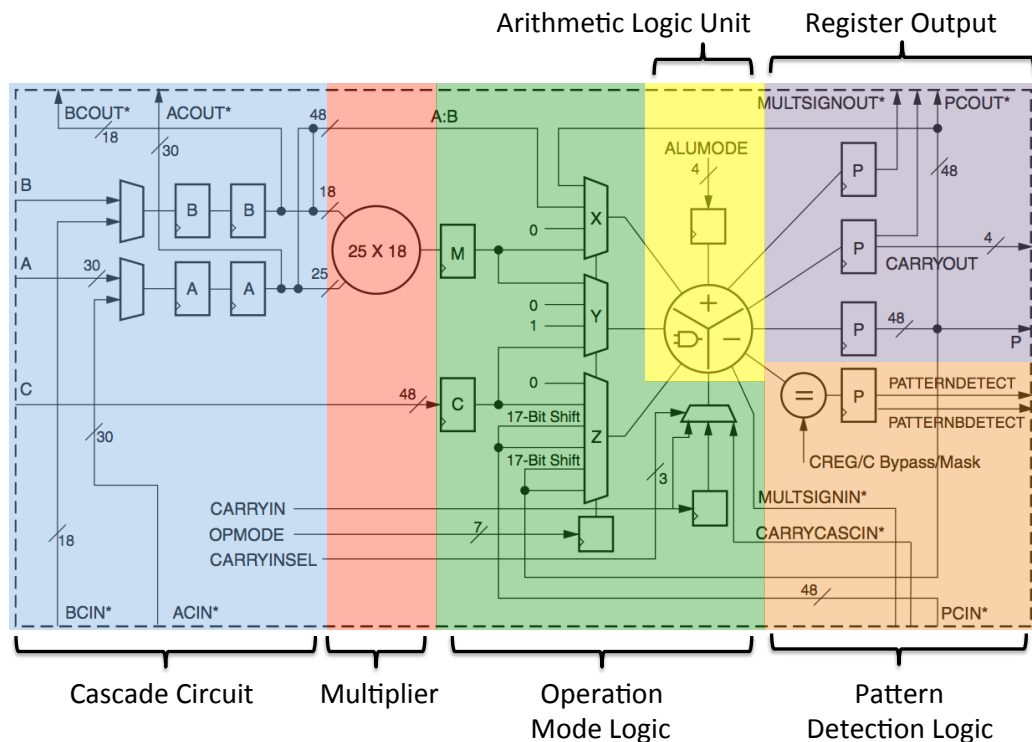 Arithmetic Logic Unit
Register Output
BCOUT*
ACOUT*
MULTSIGNOUT*
PCOUT*
18
30
48
A:B
ALUMODE
4
48
B
B
B
18
0
X
P
25 X 18
M
A
30
A
A
25
P
4
CARRYOUT
0
1
Y
+
−
48
P
P
C
48
C
0
17-Bit Shift
17-Bit Shift
Z
=
P
PATTERNDETECT
PATTERNBDETECT
CREG/C Bypass/Mask
30
3
CARRYIN
OPMODE
7
CARRYINSEL
MULTSIGNIN*
CARRYCASCIN*
18
48
BCIN*
ACIN*
PCIN*
Cascade Circuit
Multiplier
Operation
Mode Logic
Pattern
Detection Logic